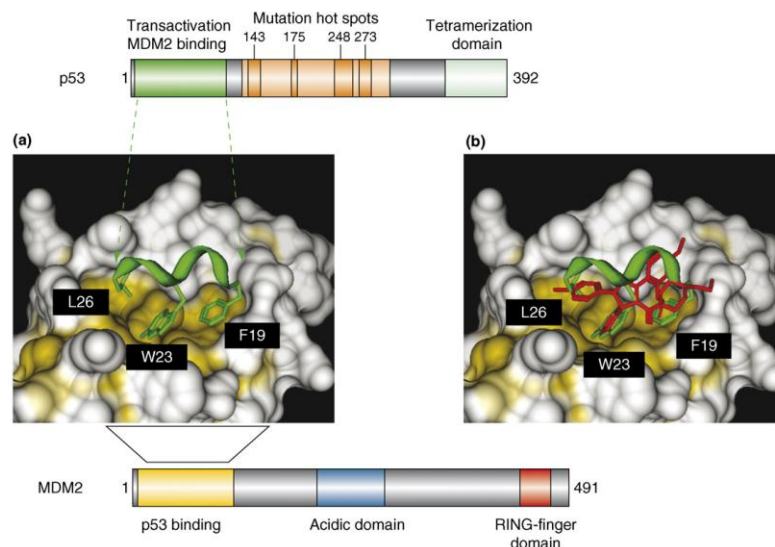 Transactivation
MDM2 binding
Mutation hot spots
143 175 248 273
Tetramerization
domain
p53
1
392
(a)
L26
W23
F19
(b)
L26
W23
F19
MDM2
1
491
p53 binding
Acidic domain
RING-finger
domain